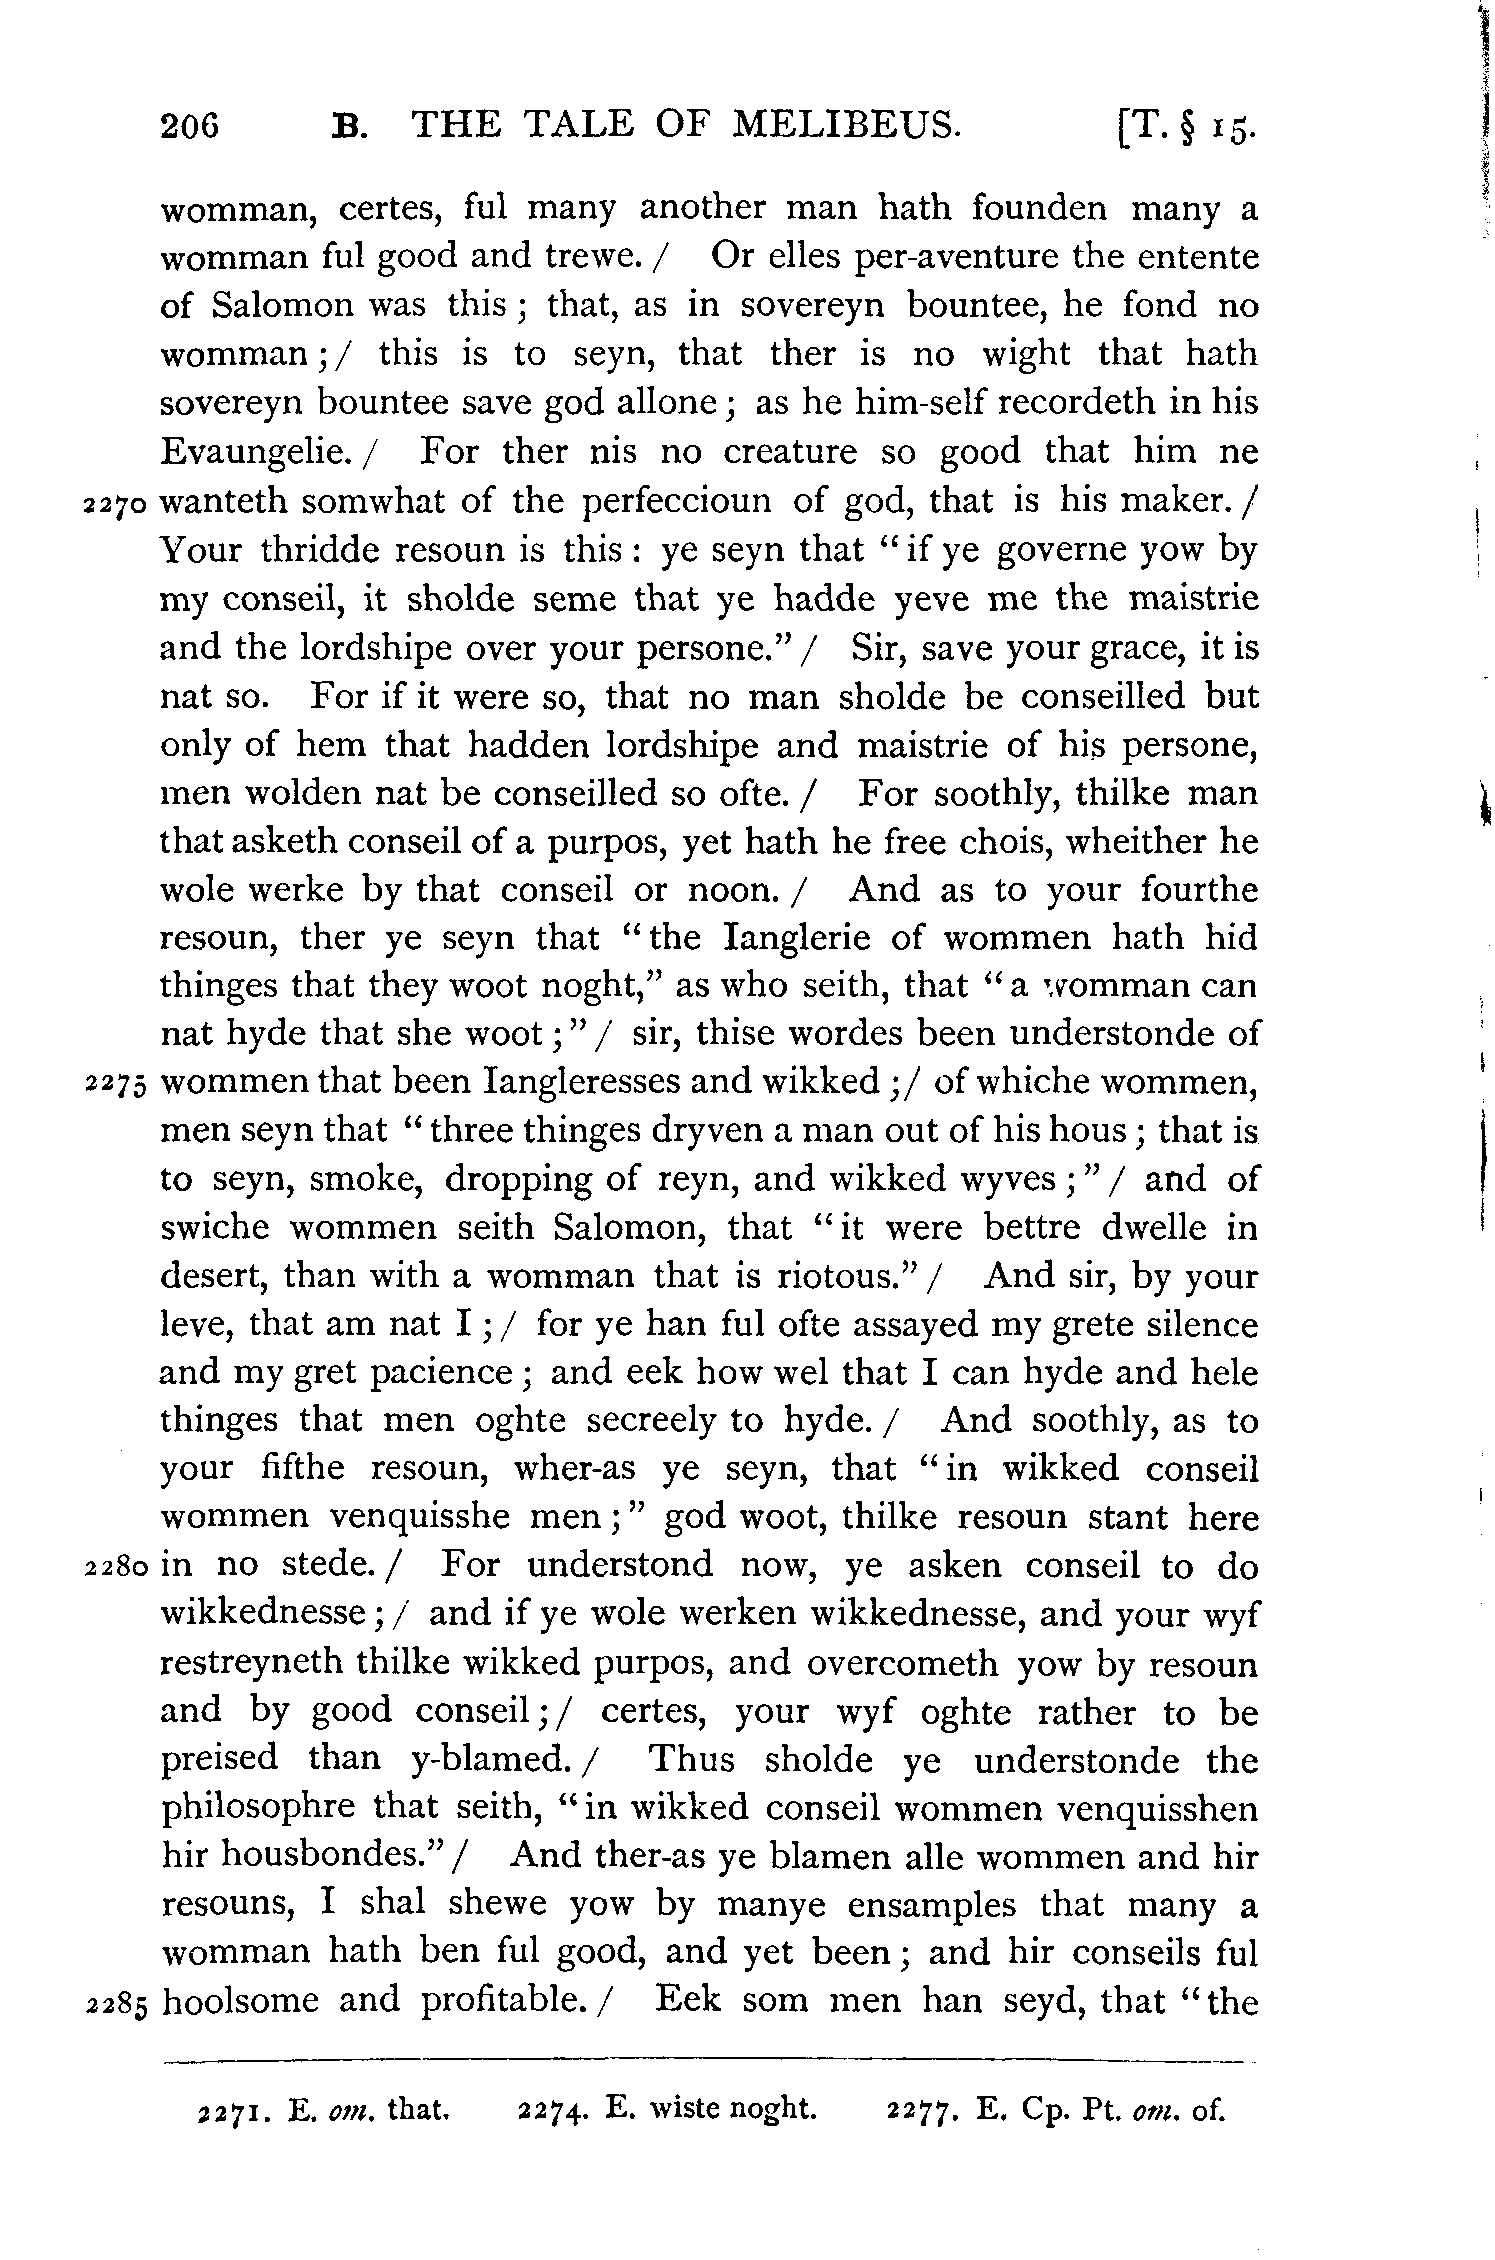 206 B. THE TALE OF MELIBEUS. [T. § 15.
womman, certes, ful many another man hath founden many a
womman ful good and trewe. / Or elles per-aventure the entente
of Salomon was this ; that, as in sovereyn bountee, he fond no
womman ; / this is to seyn, that ther is no wight that hath
sovereyn bountee save god allone ; as he him-self recordeth in his
Evaungelie. / For ther nis no creature so good that him ne
2270 wanteth somwhat of the perfeccioun of god, that is his maker. /
Your thridde resoun is this : ye seyn that “ if ye governe yow by
my conseil, it sholde seme that ye hadde yeve me the maistrie
and the lordshipe over your persone.” / Sir, save your grace, it is
nat so. For if it were so, that no man sholde be conseilled but
only of hem that hadden lordshipe and maistrie of his persone,
men wolden nat be conseilled so ofte. / For soothly, thilke man
that asketh conseil of a purpos, yet hath he free chois, wheither he
wole werke by that conseil or noon. / And as to your fourthe
resoun, ther ye seyn that “ the Ianglerie of wommen hath hid
thinges that they woot noght,” as who seith, that “ a womman can
nat hyde that she woot ; ” / sir, thise wordes been understonde of
2275 wommen that been Iangleresses and wikked ; / of whiche wommen,
men seyn that “ three thinges dryven a man out of his hous ; that is
to seyn, smoke, dropping of reyn, and wikked wyves ; ” / and of
swiche wommen seith Salomon, that “ it were bettre dwelle in
desert, than with a womman that is riotous.” / And sir, by your
leve, that am nat I ; / for ye han ful ofte assayed my grete silence
and my gret pacience ; and eek how wel that I can hyde and hele
thinges that men oghte secreely to hyde. / And soothly, as to
your fifthe resoun, wher-as ye seyn, that “ in wikked conseil
wommen venquisshe men ; ” god woot, thilke resoun stant here
2280 in no stede. / For understond now, ye asken conseil to do
wikkednesse ; / and if ye wole werken wikkednesse, and your wyf
restreyneth thilke wikked purpos, and overcometh yow by resoun
and by good conseil ; / certes, your wyf oghte rather to be
preised than y-blamed. / Thus sholde ye understonde the
philosophre that seith, “ in wikked conseil wommen venquisshen
hir housbondes.” / And ther-as ye blamen alle wommen and hir
resouns, I shal shewe yow by manye ensamples that many a
womman hath ben ful good, and yet been ; and hir conseils ful
2285 hoolsome and profitable. / Eek som men han seyd, that “ the
2271. E. om. that. 2274. E. wiste noght. 2277. E. Cp. Pt. om. of.